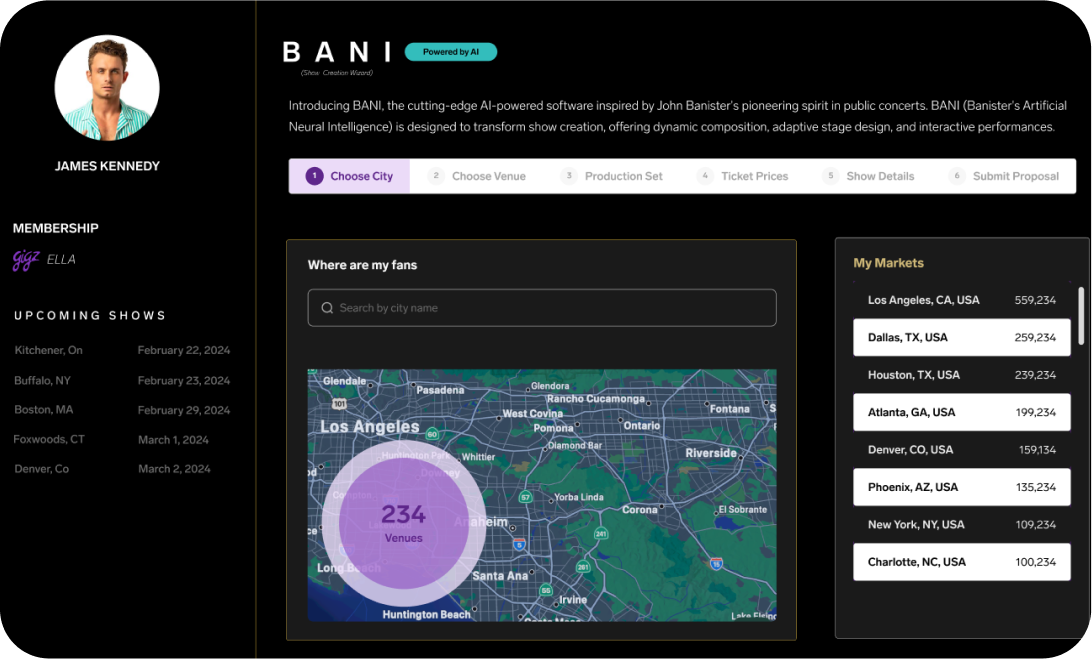 JAMES KENNEDY
MEMBERSHIP
gigz ELLA
UPCOMING SHOWS
Kitchener, On February 22, 2024
Buffalo, NY February 23, 2024
Boston, MA February 29, 2024
Foxwoods, CT March 1, 2024
Denver, Co March 2, 2024
BANI Powered by AI
(Show Creation Wizard)
Introducing BANI, the cutting-edge AI-powered software inspired by John Banister's pioneering spirit in public concerts. BANI (Banister's Artificial
Neural Intelligence) is designed to transform show creation, offering dynamic composition, adaptive stage design, and interactive performances.
1 Choose City 2 Choose Venue 3 Production Set 4 Ticket Prices 5 Show Details 6 Submit Proposal
Where are my fans
Search by city name
Glendale
Pasadena
Glendora
Rancho Cucamonga
101
West Covina
Fontana
Los Angeles
60
Pomona
Ontario
Diamond Bar
Huntington Park
Whittier
Riverside
Downey
57
Yorba Linda
Corona
El Sobrante
234
Venues
Anaheim
5
241
15
Long Beach
261
Santa Ana
55
Irvine
Huntington Beach
My Markets
Los Angeles, CA, USA 559,234
Dallas, TX, USA 259,234
Houston, TX, USA 239,234
Atlanta, GA, USA 199,234
Denver, CO, USA 159,134
Phoenix, AZ, USA 135,234
New York, NY, USA 109,234
Charlotte, NC, USA 100,234